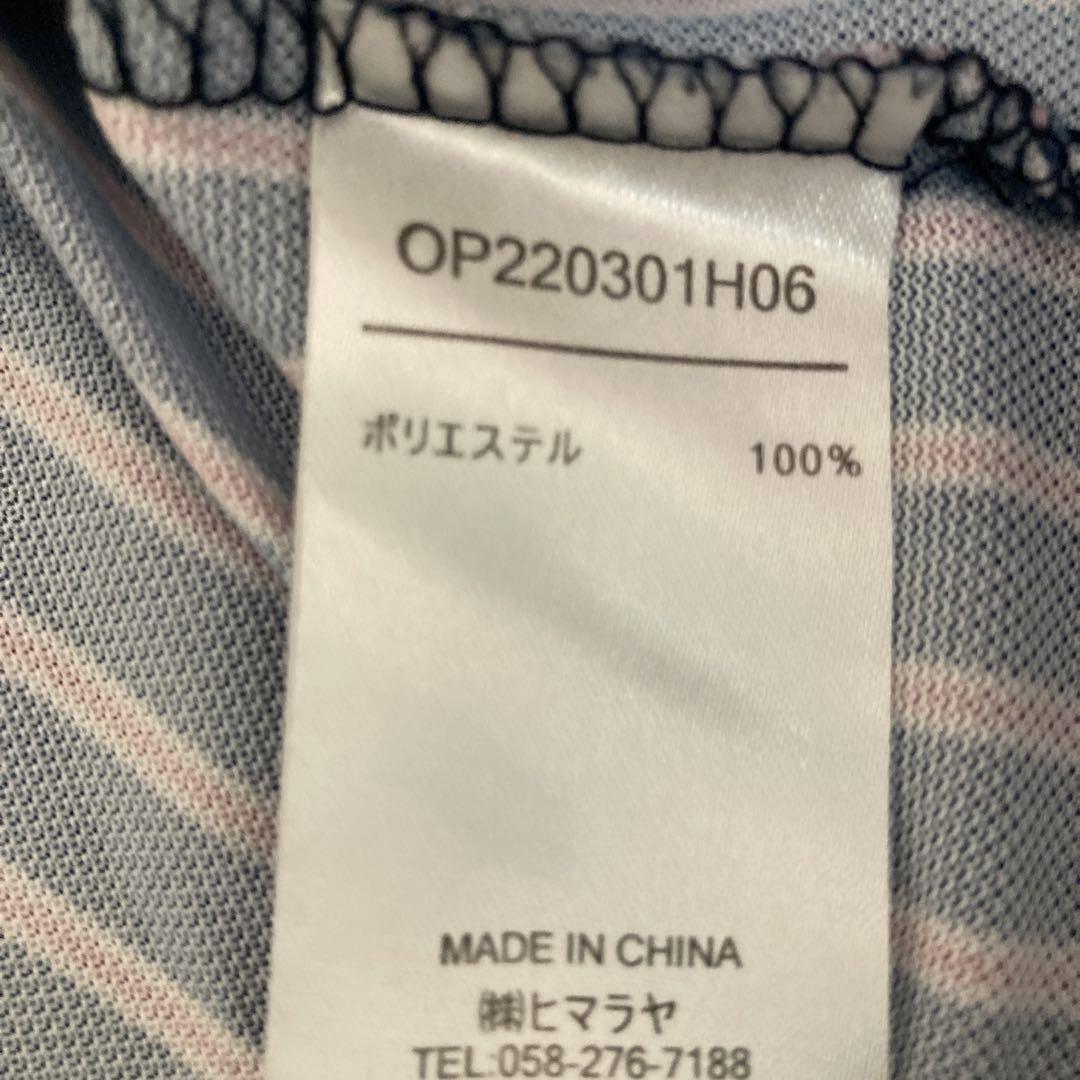 OP220301H06
ポリエステル 100%
MADE IN CHINA
㈱ヒマラヤ
TEL:058-276-7188